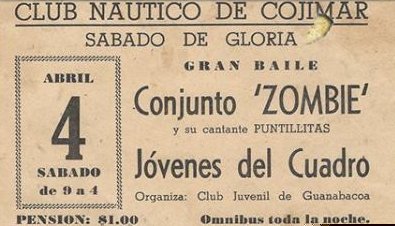 CLUB NAUTICO DE COJIMAR
SABADO DE GLORIA
GRAN BAILE
ABRIL
4
SABADO
de 9 a 4
Conjunto 'ZOMBIE'
y su cantante PUNTILLITAS
Jóvenes del Cuadro
Organiza: Club Juvenil de Guanabacoa
PENSION: $1.00 Omnibus toda la noche.